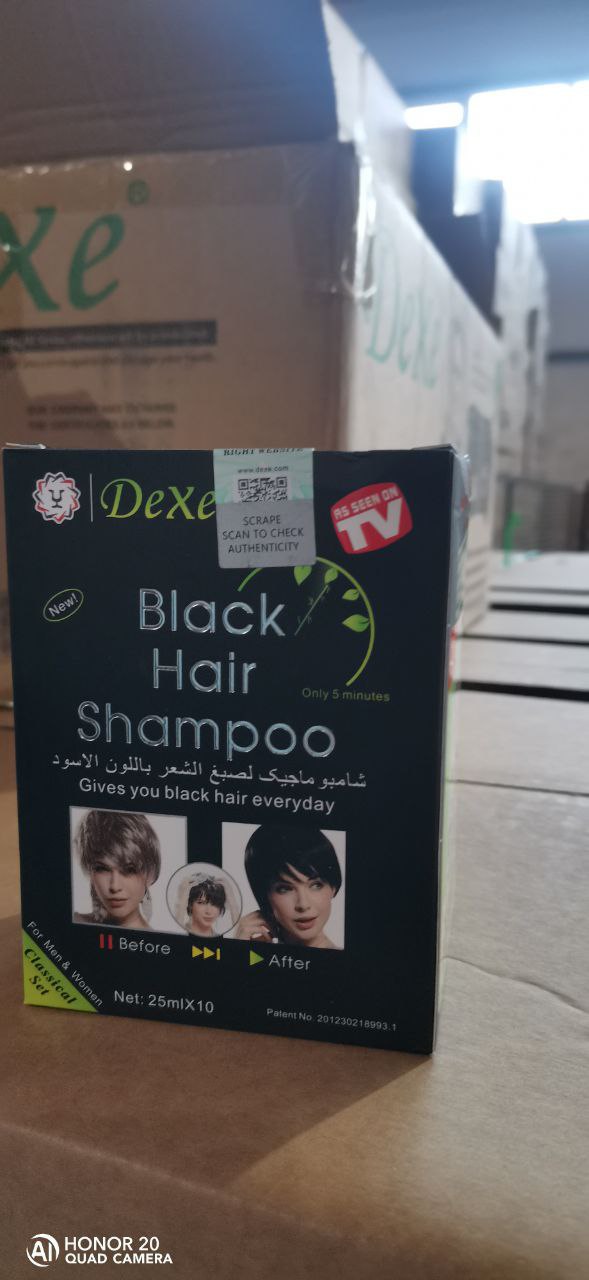 xe®
Dexe
RIGHT WEBSITE
www.dexe.com
SCRAPE
SCAN TO CHECK
AUTHENTICITY
Dexe
AS SEEN ON
TV
New!
Black
Hair
Shampoo
Only 5 minutes
شامبو ماجيک لصبغ الشعر باللون الاسود
Gives you black hair everyday
Before
After
For Men & Women
Classical
Set
Net: 25mlX10
Patent No. 201230218993.1
HONOR 20
QUAD CAMERA